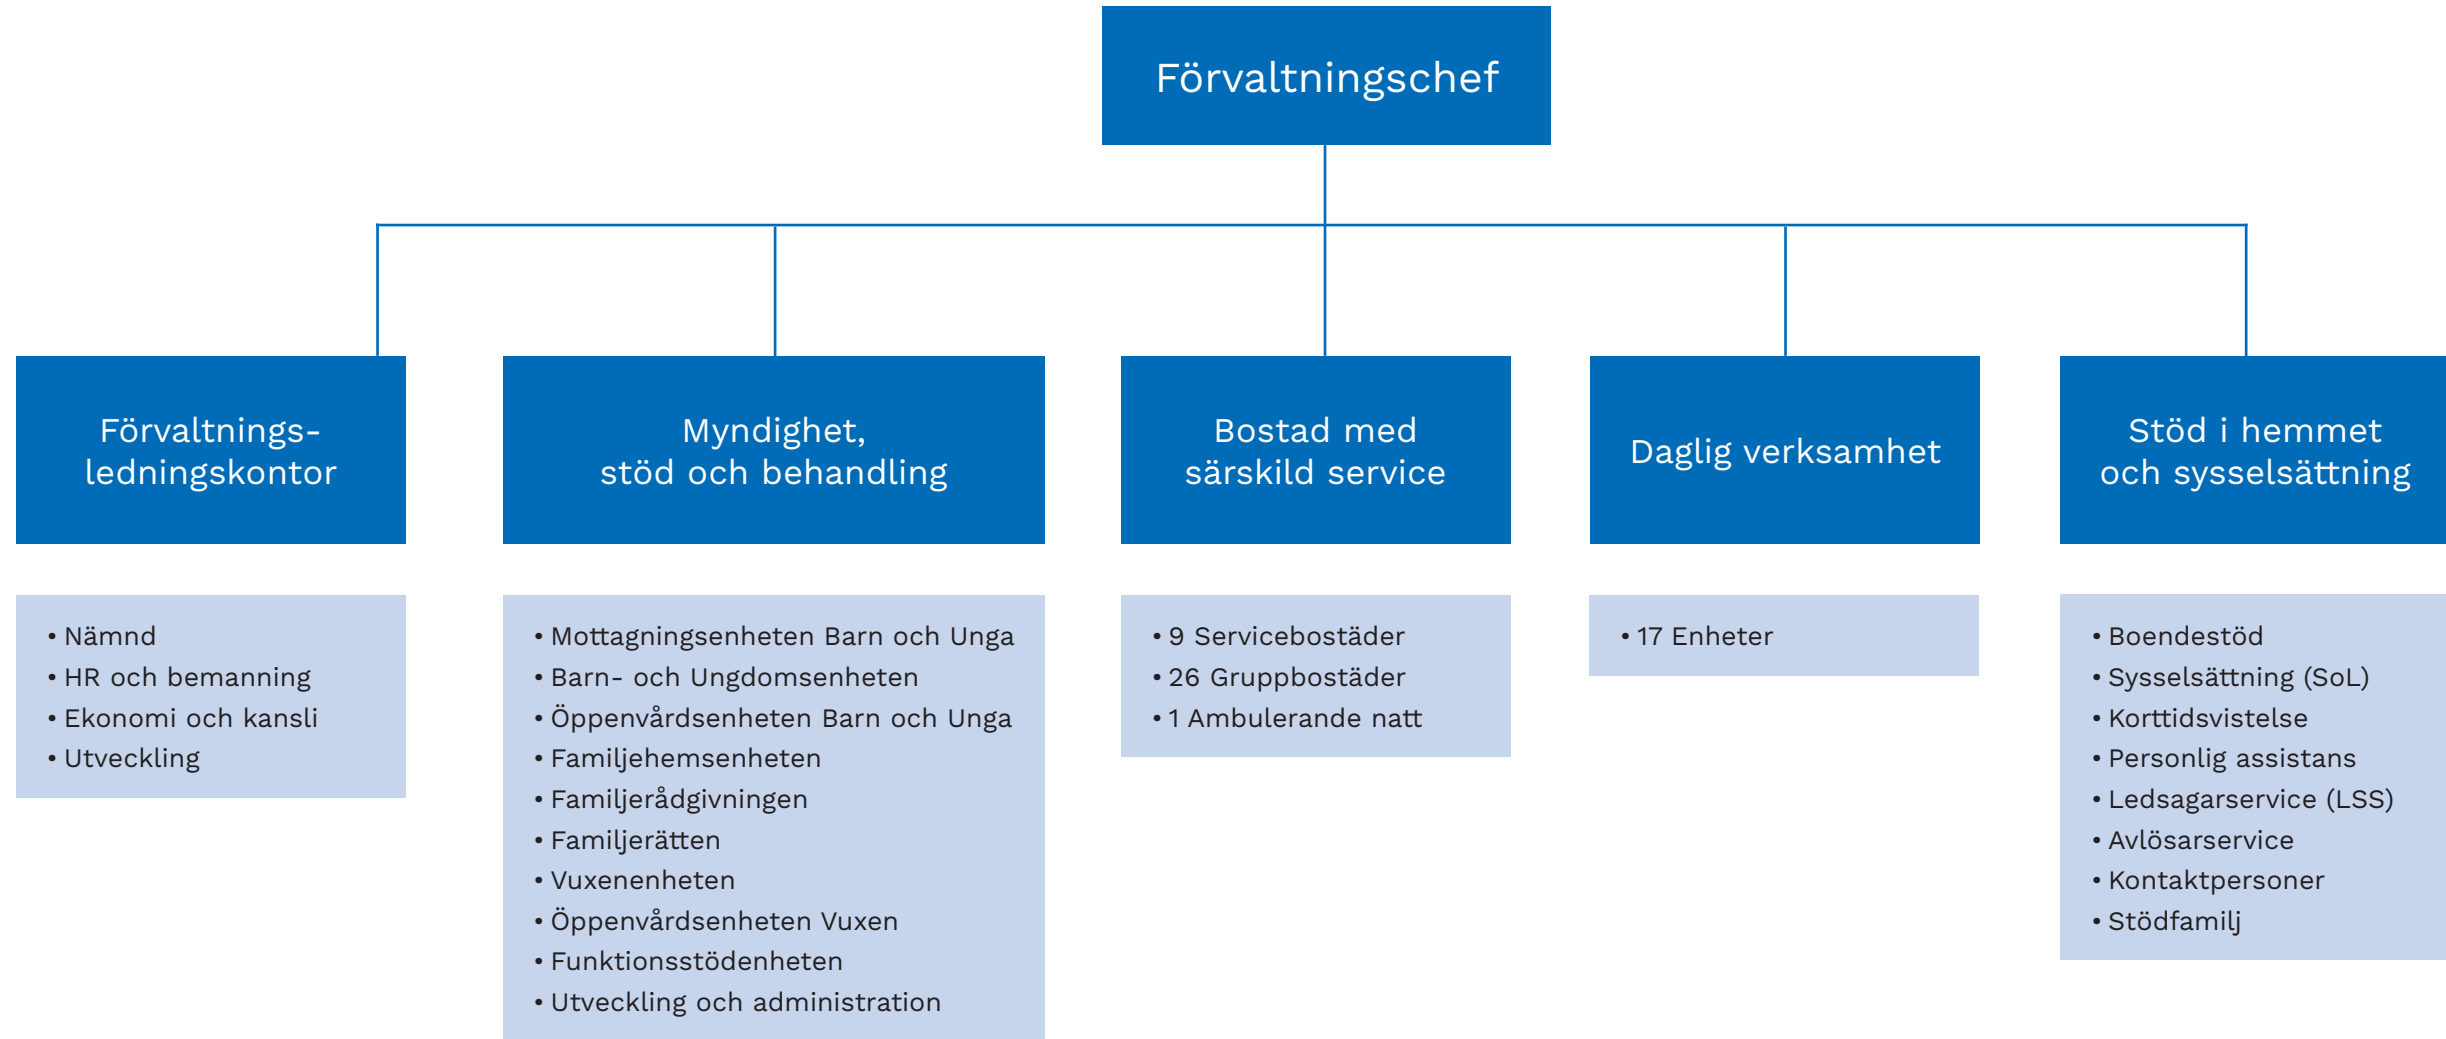 Förvaltningschef
Förvaltnings-
ledningskontor
Myndighet,
stöd och behandling
Bostad med
särskild service
Daglig verksamhet
Stöd i hemmet
och sysselsättning
• Nämnd
• HR och bemanning
• Ekonomi och kansli
• Utveckling
• Mottagningsenheten Barn och Unga
• Barn- och Ungdomsenheten
• Öppenvårdsenheten Barn och Unga
• Familjehemsenheten
• Familjerådgivningen
• Familjerätten
• Vuxenenheten
• Öppenvårdsenheten Vuxen
• Funktionsstödenheten
• Utveckling och administration
• 9 Servicebostäder
• 26 Gruppbostäder
• 1 Ambulerande natt
• 17 Enheter
• Boendestöd
• Sysselsättning (SoL)
• Korttidsvistelse
• Personlig assistans
• Ledsagarservice (LSS)
• Avlösarservice
• Kontaktpersoner
• Stödfamilj